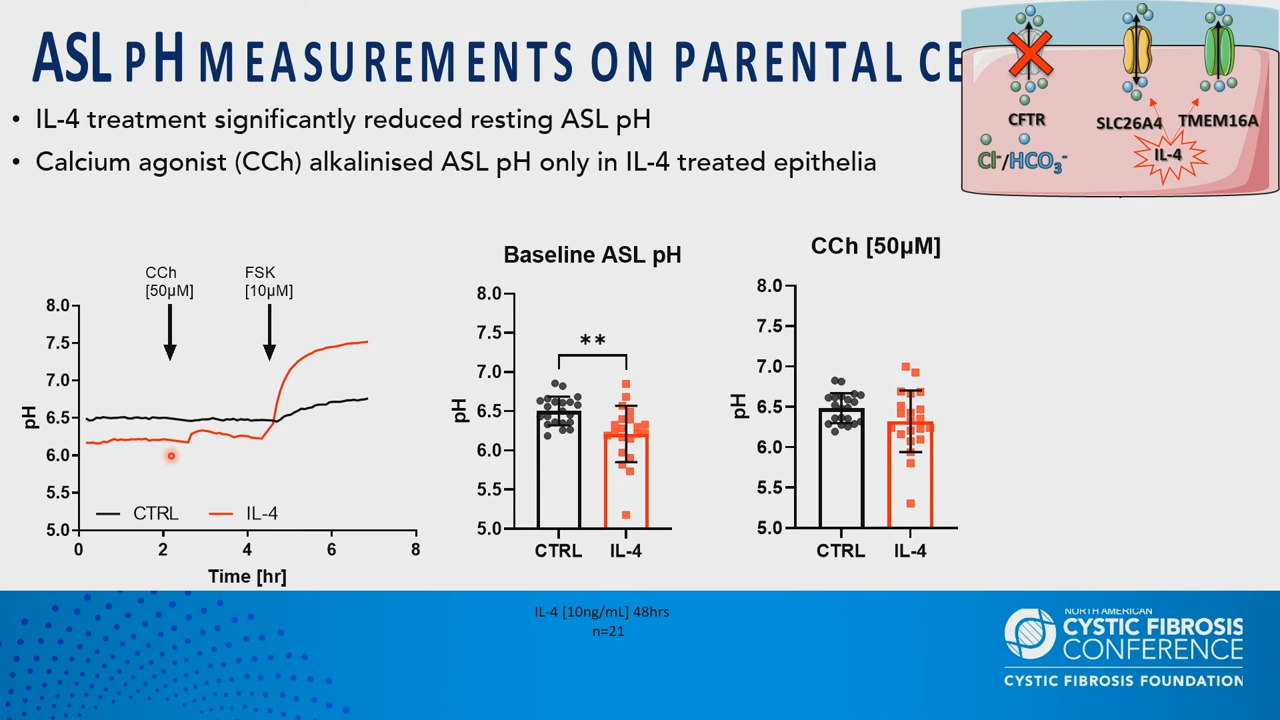 ASL pH MEASUREMENTS ON PARENTAL CE
• IL-4 treatment significantly reduced resting ASL pH
• Calcium agonist (CCh) alkalinised ASL pH only in IL-4 treated epithelia
CFTR
SLC26A4
TMEM16A
IL-4
Cl⁻/HCO₃⁻
CCh
[50µM]
FSK
[10µM]
pH
8.0
7.5
7.0
6.5
6.0
5.5
5.0
0 2 4 6 8
CTRL IL-4
Time [hr]
Baseline ASL pH
**
pH
8.0
7.5
7.0
6.5
6.0
5.5
5.0
CTRL IL-4
CCh [50µM]
pH
8.0
7.5
7.0
6.5
6.0
5.5
5.0
CTRL IL-4
IL-4 [10ng/mL] 48hrs
n=21
NORTH AMERICAN
CYSTIC FIBROSIS
CONFERENCE
CYSTIC FIBROSIS FOUNDATION